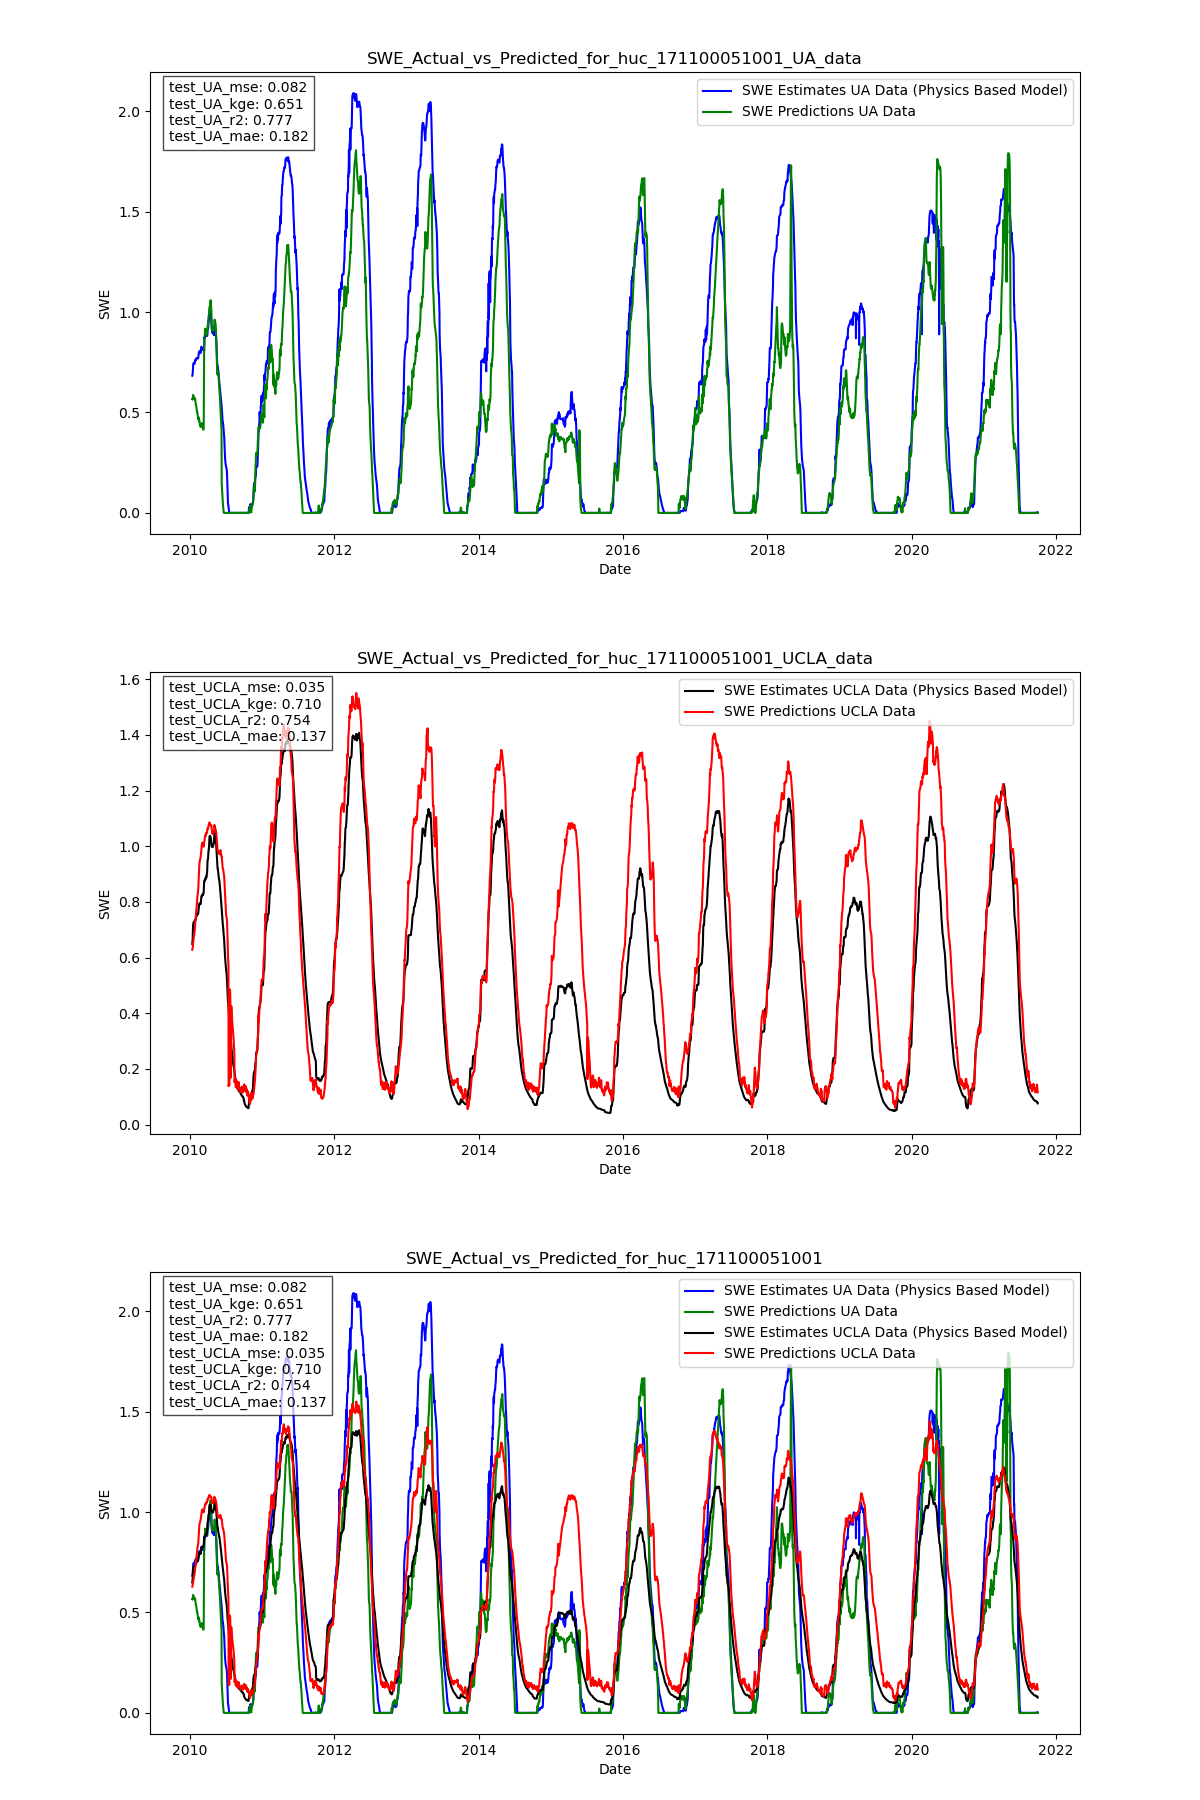 SWE_Actual_vs_Predicted_for_huc_171100051001_UA_data
test_UA_mse: 0.082
test_UA_kge: 0.651
test_UA_r2: 0.777
test_UA_mae: 0.182
SWE Estimates UA Data (Physics Based Model)
SWE Predictions UA Data
2.0
1.5
1.0
0.5
0.0
SWE
2010 2012 2014 2016 2018 2020 2022
Date
SWE_Actual_vs_Predicted_for_huc_171100051001_UCLA_data
test_UCLA_mse: 0.035
test_UCLA_kge: 0.710
test_UCLA_r2: 0.754
test_UCLA_mae: 0.137
SWE Estimates UCLA Data (Physics Based Model)
SWE Predictions UCLA Data
1.6
1.4
1.2
1.0
0.8
0.6
0.4
0.2
0.0
SWE
2010 2012 2014 2016 2018 2020 2022
Date
SWE_Actual_vs_Predicted_for_huc_171100051001
test_UA_mse: 0.082
test_UA_kge: 0.651
test_UA_r2: 0.777
test_UA_mae: 0.182
test_UCLA_mse: 0.035
test_UCLA_kge: 0.710
test_UCLA_r2: 0.754
test_UCLA_mae: 0.137
SWE Estimates UA Data (Physics Based Model)
SWE Predictions UA Data
SWE Estimates UCLA Data (Physics Based Model)
SWE Predictions UCLA Data
2.0
1.5
1.0
0.5
0.0
SWE
2010 2012 2014 2016 2018 2020 2022
Date